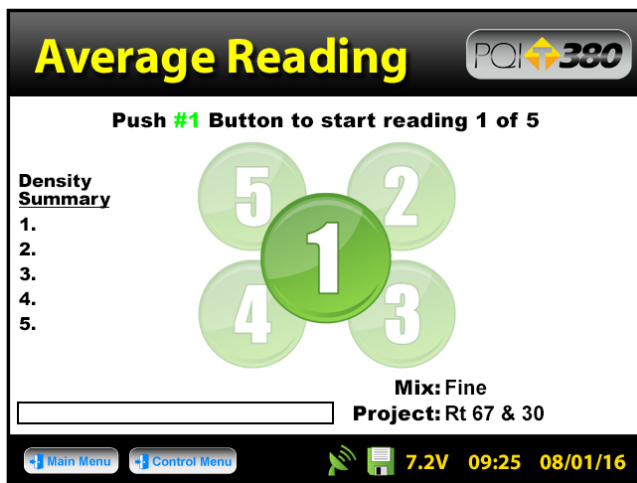 Average Reading
PQI T 380
Push #1 Button to start reading 1 of 5
Density
Summary
1.
2.
3.
4.
5.
5
2
1
4
3
Mix: Fine
Project: Rt 67 & 30
Main Menu
Control Menu
7.2V
09:25
08/01/16